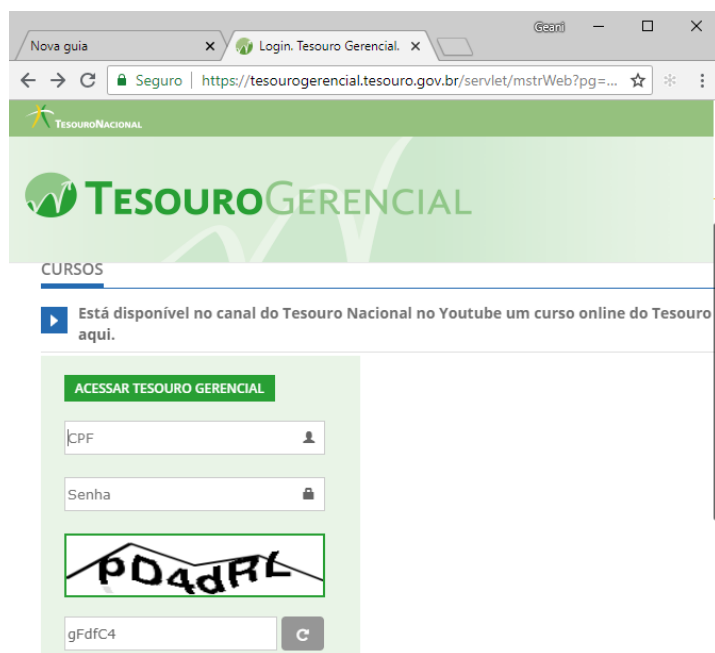 Geani
Nova guia
Login. Tesouro Gerencial.
Seguro | https://tesourogerencial.tesouro.gov.br/servlet/mstrWeb?pg=...
TESOURONACIONAL
TESOUROGERENCIAL
CURSOS
Está disponível no canal do Tesouro Nacional no Youtube um curso online do Tesouro
aqui.
ACESSAR TESOURO GERENCIAL
CPF
Senha
pD4dRL
gFdfC4